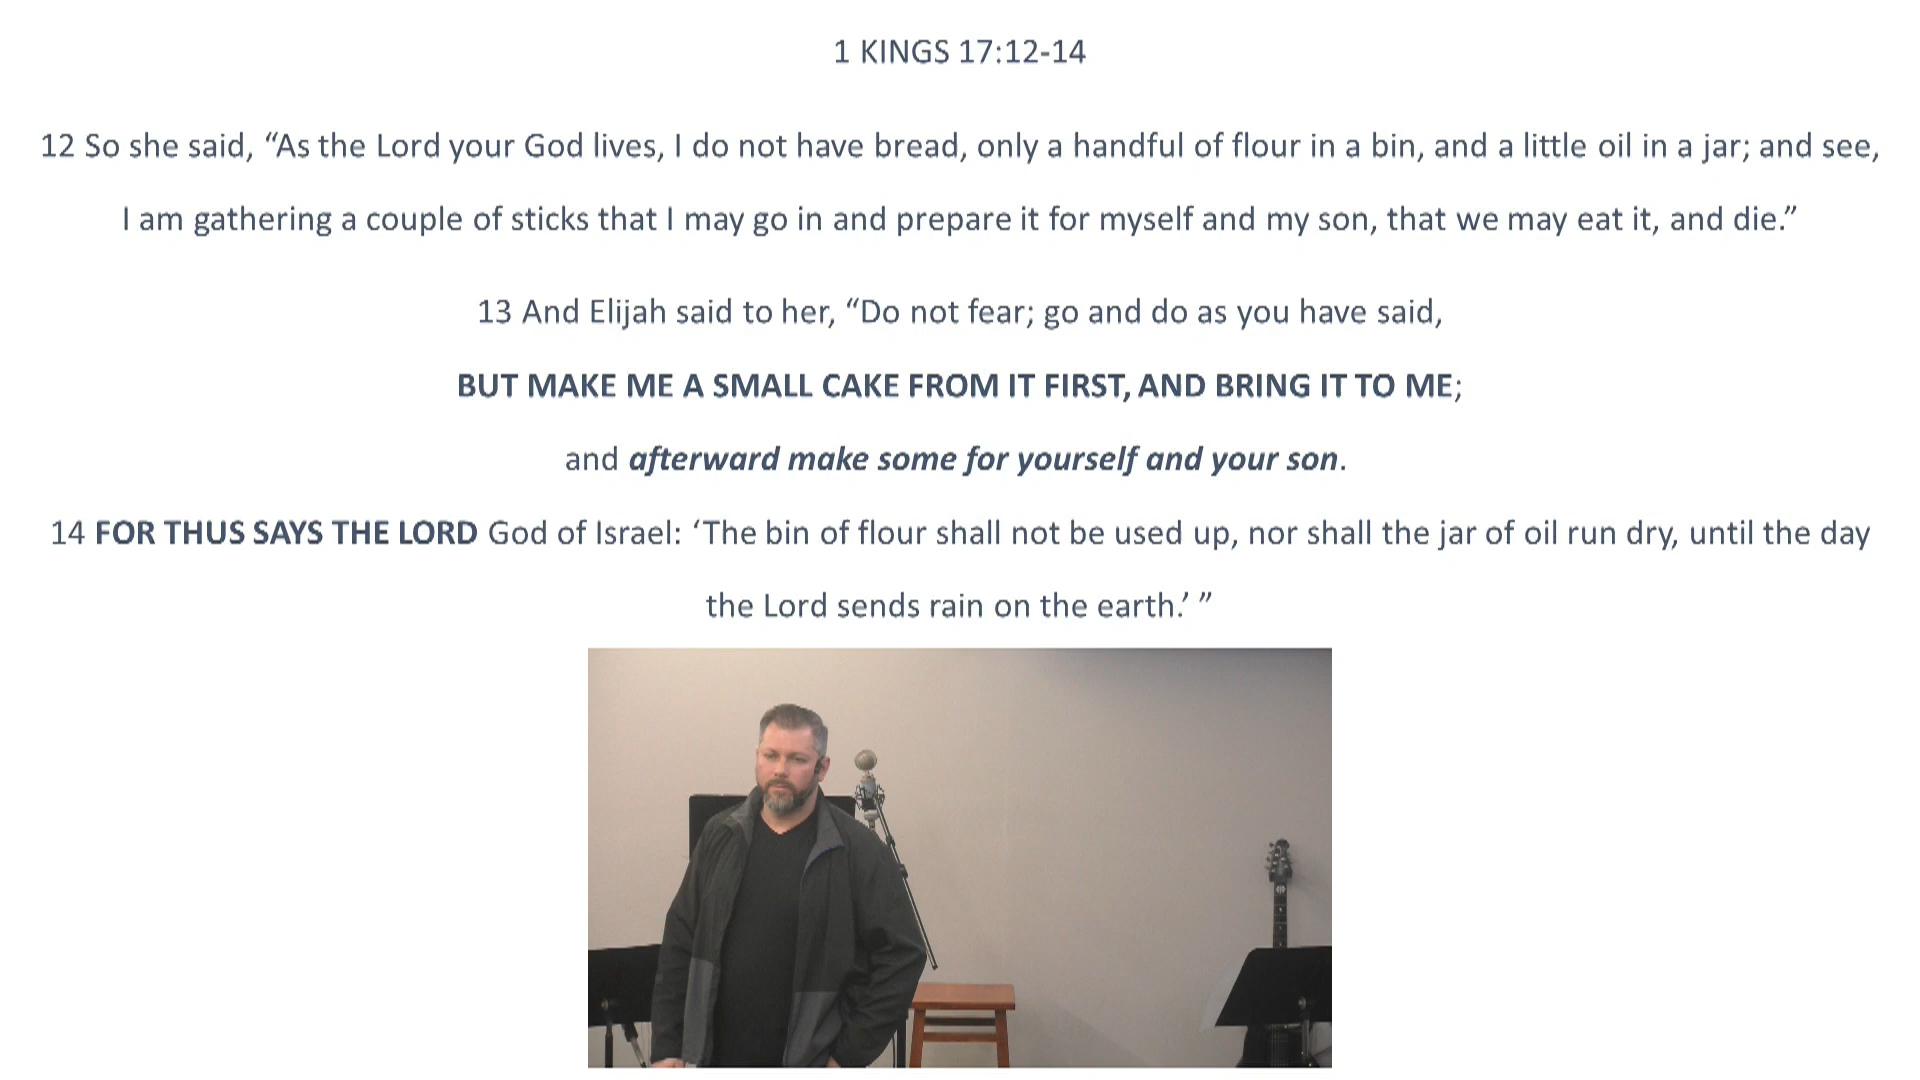 1 KINGS 17:12-14
12 So she said, “As the Lord your God lives, I do not have bread, only a handful of flour in a bin, and a little oil in a jar; and see,
I am gathering a couple of sticks that I may go in and prepare it for myself and my son, that we may eat it, and die.”
13 And Elijah said to her, “Do not fear; go and do as you have said,
BUT MAKE ME A SMALL CAKE FROM IT FIRST, AND BRING IT TO ME;
and afterward make some for yourself and your son.
14 FOR THUS SAYS THE LORD God of Israel: ‘The bin of flour shall not be used up, nor shall the jar of oil run dry, until the day
the Lord sends rain on the earth.’ ”